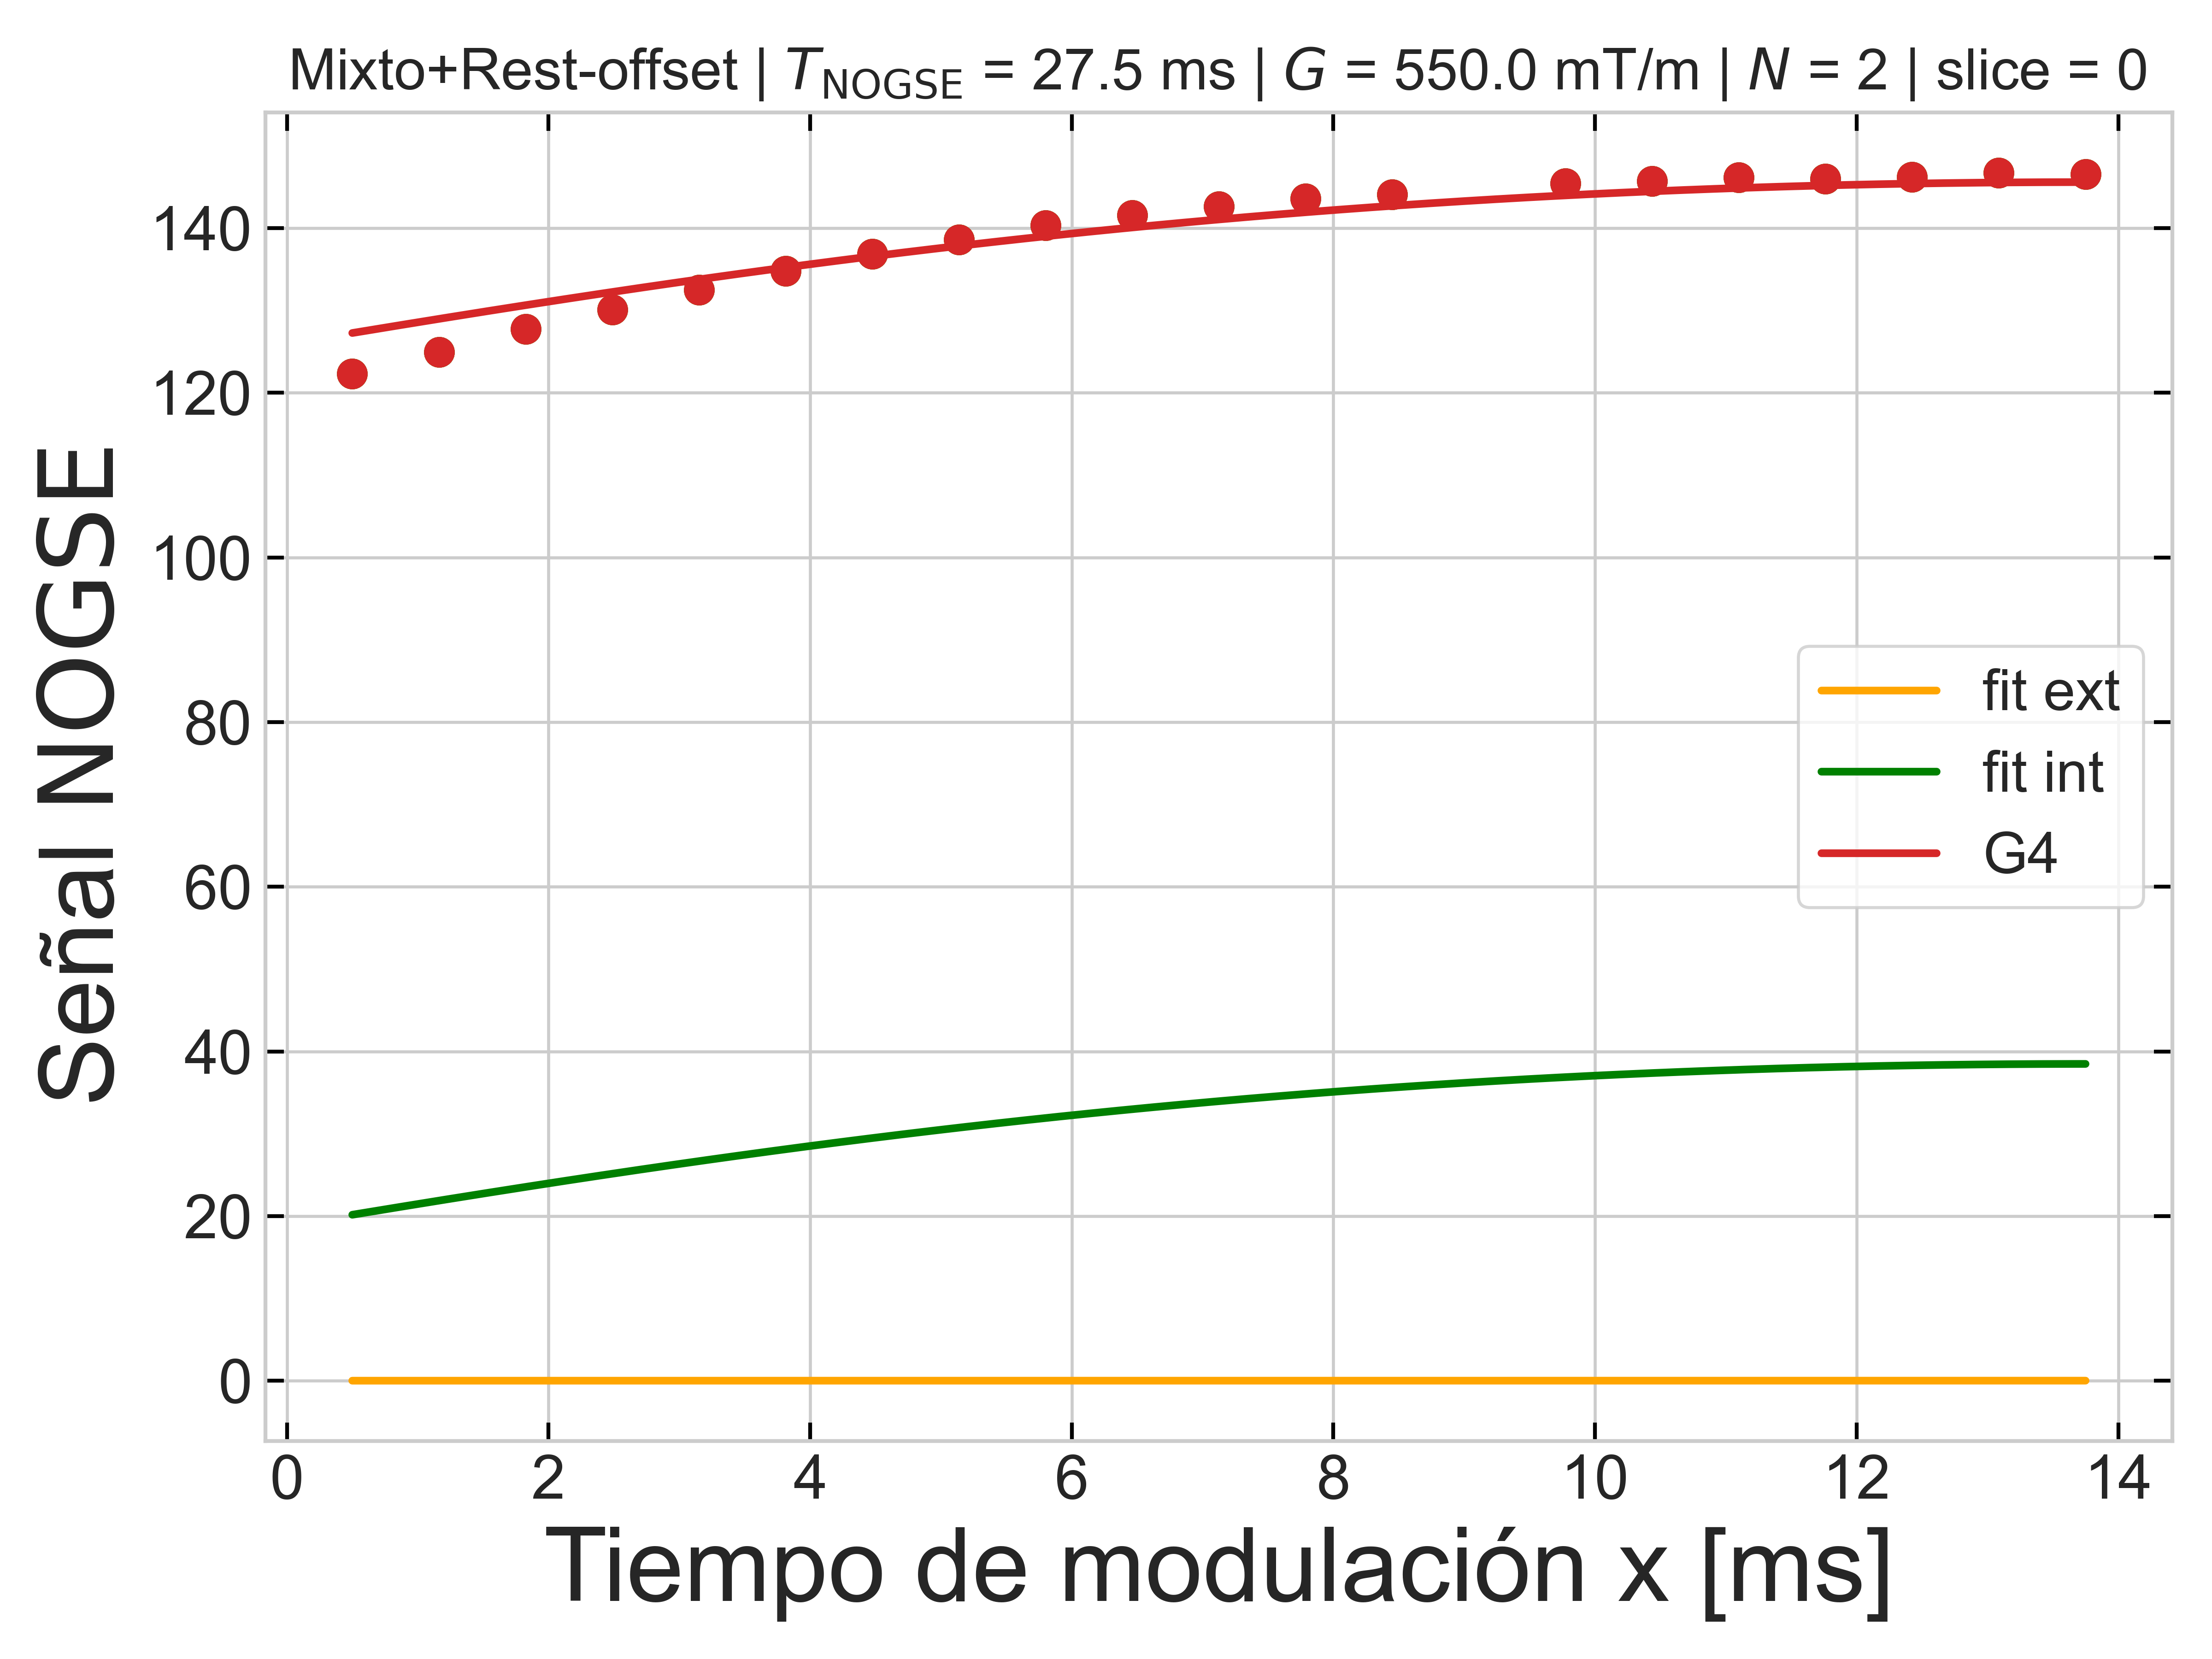 Mixto+Rest-offset | T_NOGSE = 27.5 ms | G = 550.0 mT/m | N = 2 | slice = 0
Señal NOGSE
140
120
100
80
60
40
20
0
fit ext
fit int
G4
0 2 4 6 8 10 12 14
Tiempo de modulación x [ms]